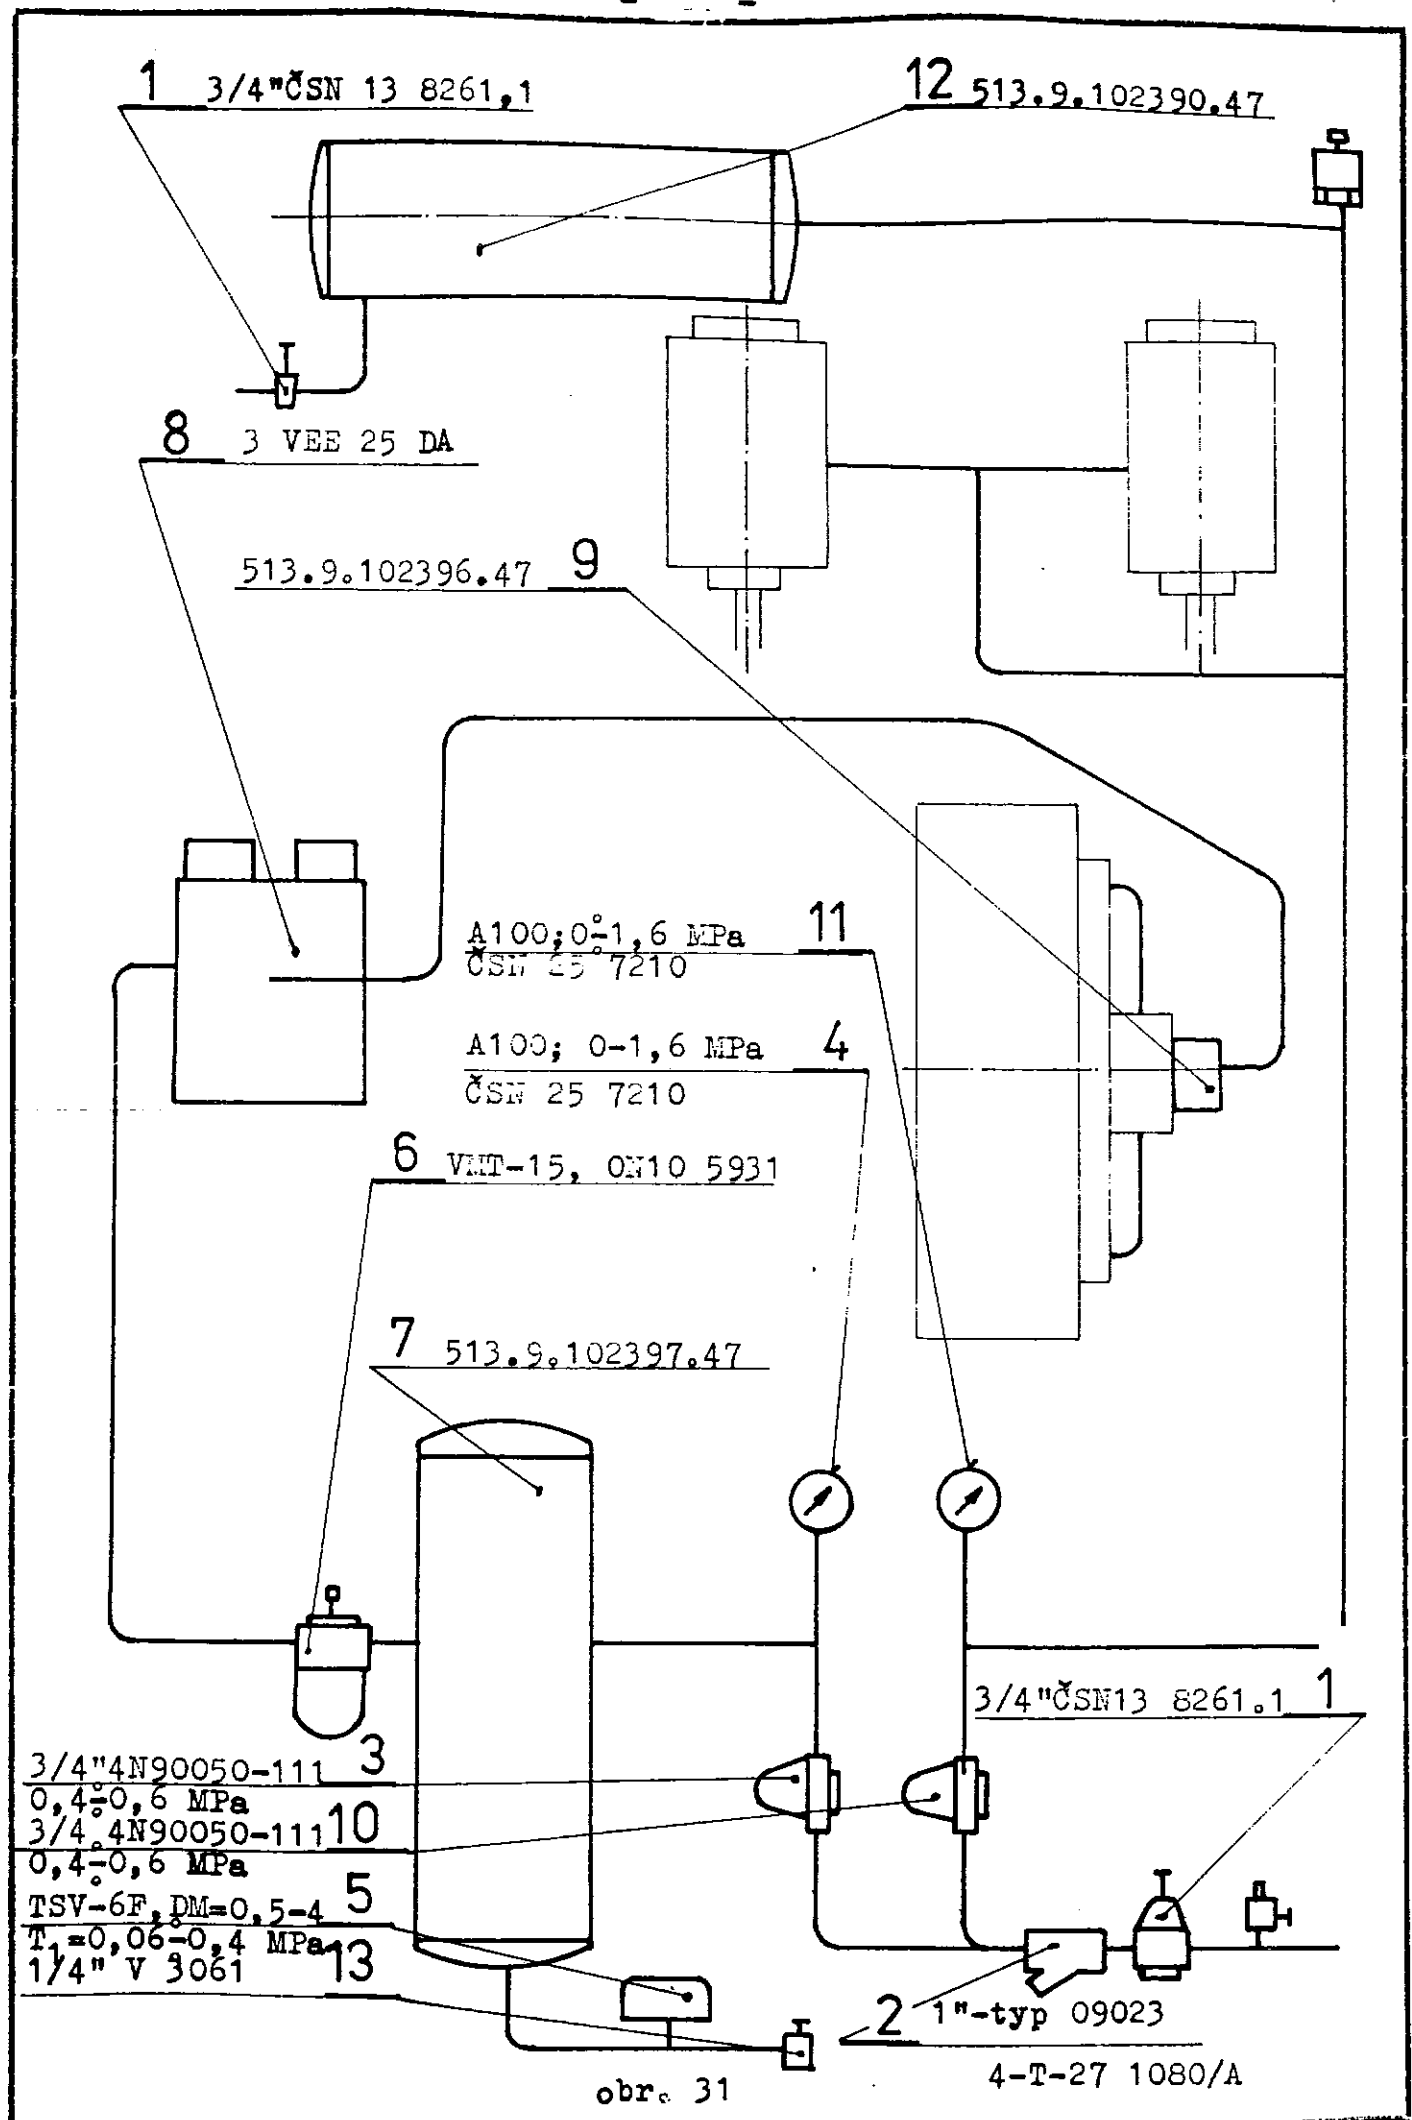 1 3/4"ČSN 13 8261,1
12 513.9.102390.47
8 3 VEE 25 DA
513.9.102396.47 9
A100;0÷1,6 MPa 11
ČSN 25 7210
A100; 0-1,6 MPa 4
ČSN 25 7210
6 VMT-15, ON10 5931
7 513.9.102397.47
3/4"ČSN13 8261.1 1
3/4"4N90050-111 3
0,4÷0,6 MPa
3/4 4N90050-111 10
0,4÷0,6 MPa
TSV-6F,DM=0,5-4 5
T₁=0,06÷0,4 MPa
1/4" V 3061 13
2 1"-typ 09023
4-T-27 1080/A
obr. 31